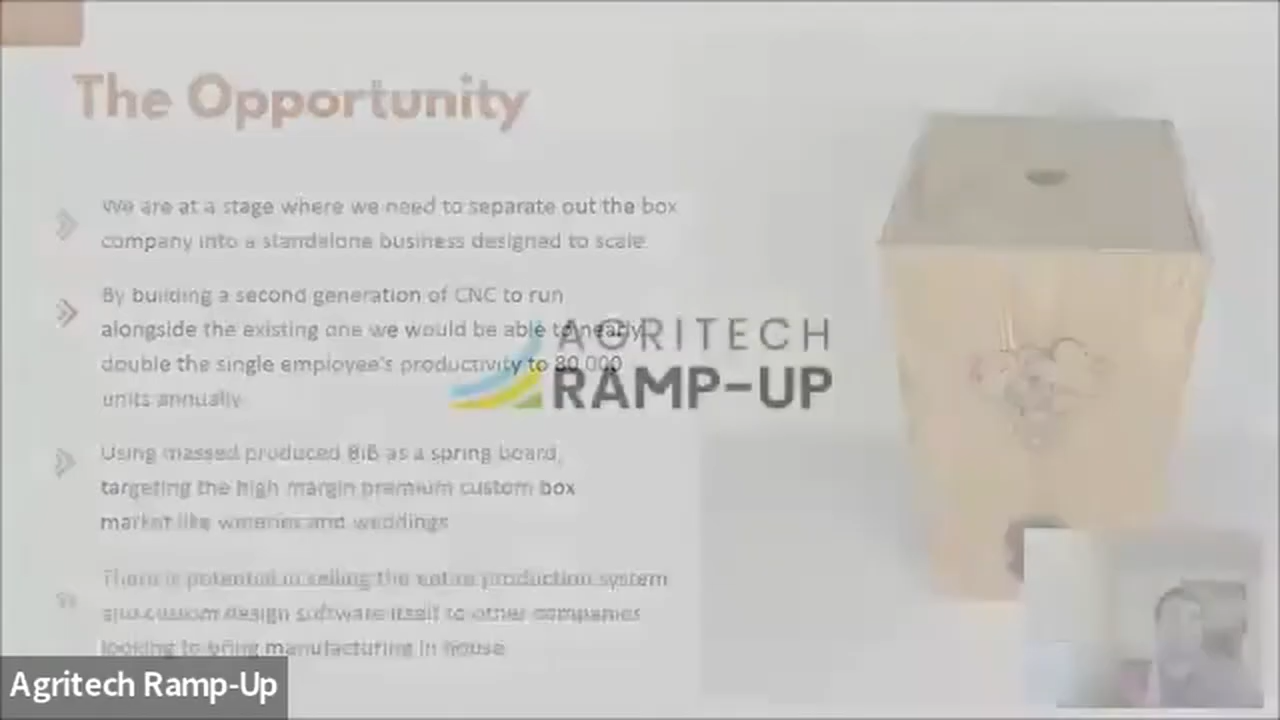 The Opportunity
We are at a stage where we need to separate out the box
company into a standalone business designed to scale
By building a second generation of CNC to run
alongside the existing one we would be able to nearly
double the single employee's productivity to 80,000
units annually
Using massed produced BiB as a spring board,
targeting the high margin premium custom box
market like wineries and weddings
There is potential in selling the entire production system
and custom design software itself to other companies
looking to bring manufacturing in house
AGRITECH
RAMP-UP
Agritech Ramp-Up